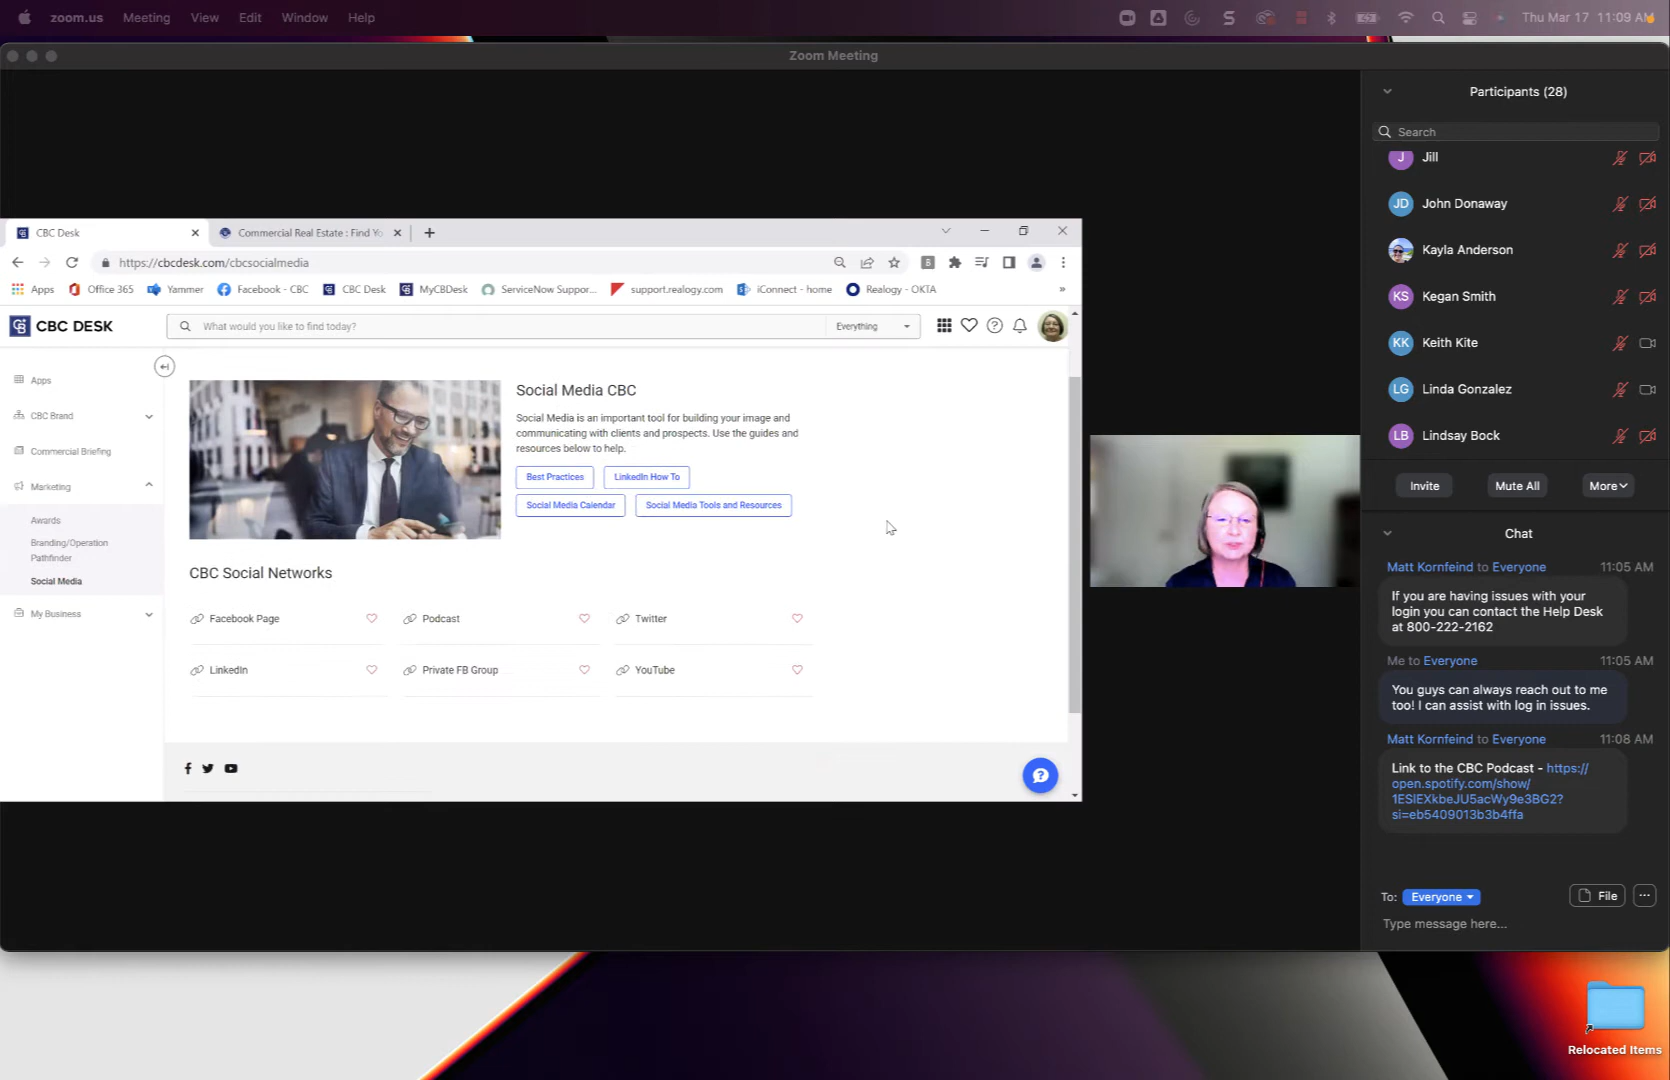 zoom.us Meeting View Edit Window Help
Thu Mar 17 11:09 AM
Zoom Meeting
CBC Desk
Commercial Real Estate : Find Yo
https://cbcdesk.com/cbcsocialmedia
Apps Office 365 Yammer Facebook - CBC CBC Desk MyCBDesk ServiceNow Suppor... support.realogy.com iConnect - home Realogy - OKTA »
CBC DESK
What would you like to find today?
Everything
Apps
CBC Brand
Commercial Briefing
Marketing
Awards
Branding/Operation
Pathfinder
Social Media
My Business
Social Media CBC
Social Media is an important tool for building your image and
communicating with clients and prospects. Use the guides and
resources below to help.
Best Practices LinkedIn How To
Social Media Calendar Social Media Tools and Resources
CBC Social Networks
Facebook Page Podcast Twitter
LinkedIn Private FB Group YouTube
Participants (28)
Search
J Jill
JD John Donaway
Kayla Anderson
KS Kegan Smith
KK Keith Kite
LG Linda Gonzalez
LB Lindsay Bock
Invite Mute All More
Chat
Matt Kornfeind to Everyone 11:05 AM
If you are having issues with your
login you can contact the Help Desk
at 800-222-2162
Me to Everyone 11:05 AM
You guys can always reach out to me
too! I can assist with log in issues.
Matt Kornfeind to Everyone 11:08 AM
Link to the CBC Podcast - https://
open.spotify.com/show/
1ESIEXkbeJU5acWy9e3BG2?
si=eb5409013b3b4ffa
To: Everyone File ...
Type message here...
Relocated Items